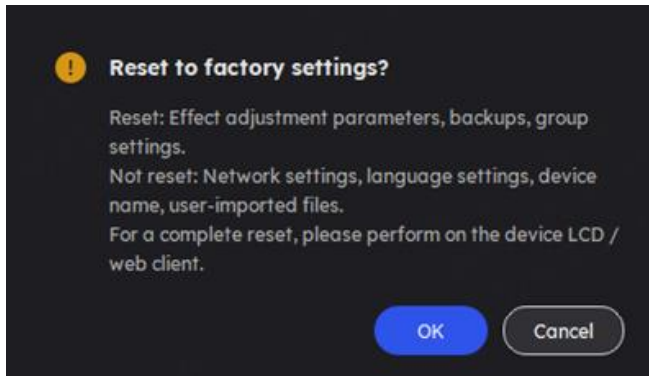 Reset to factory settings?
Reset: Effect adjustment parameters, backups, group
settings.
Not reset: Network settings, language settings, device
name, user-imported files.
For a complete reset, please perform on the device LCD /
web client.
OK
Cancel